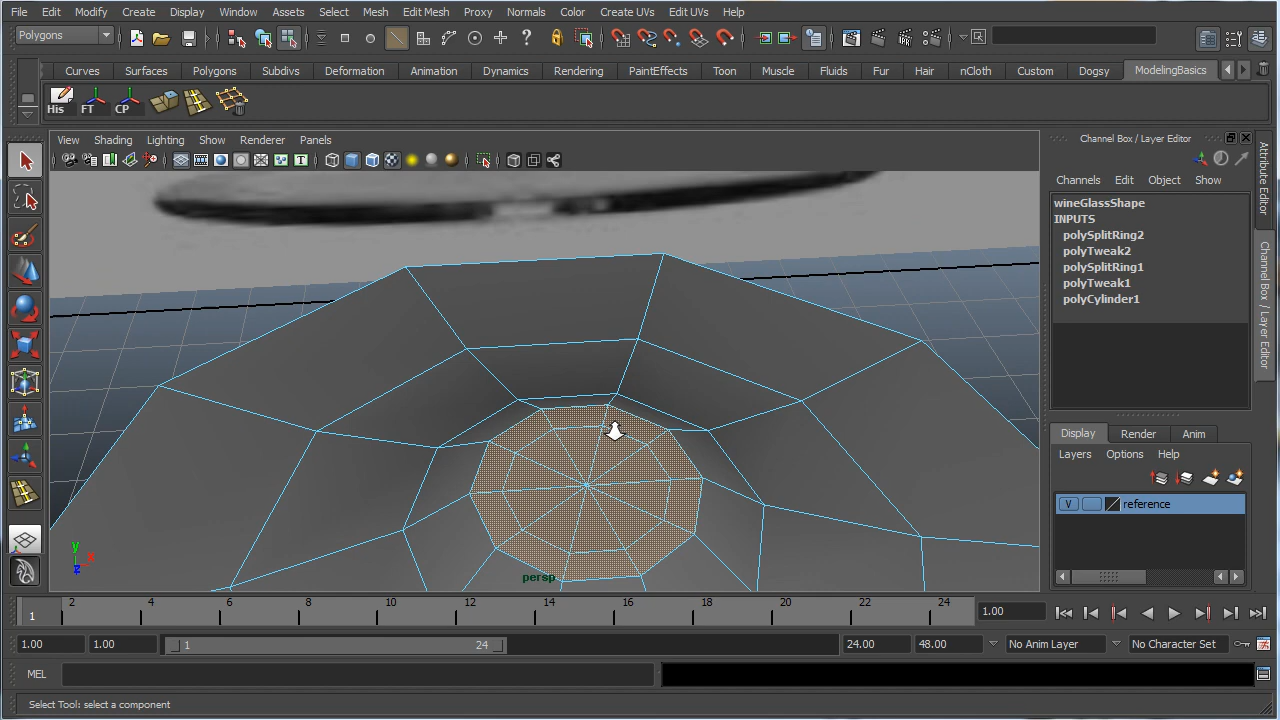 File Edit Modify Create Display Window Assets Select Mesh Edit Mesh Proxy Normals Color Create UVs Edit UVs Help
Polygons
Curves Surfaces Polygons Subdivs Deformation Animation Dynamics Rendering PaintEffects Toon Muscle Fluids Fur Hair nCloth Custom Dogsy ModelingBasics
His FT CP
View Shading Lighting Show Renderer Panels
T
Channel Box / Layer Editor
Channels Edit Object Show
wineGlassShape
INPUTS
polySplitRing2
polyTweak2
polySplitRing1
polyTweak1
polyCylinder1
Attribute Editor
Channel Box / Layer Editor
Display Render Anim
Layers Options Help
V reference
y
x
z
persp
1 2 4 6 8 10 12 14 16 18 20 22 24 1.00
1.00 1.00 1 24 24.00 48.00 No Anim Layer No Character Set
MEL
Select Tool: select a component